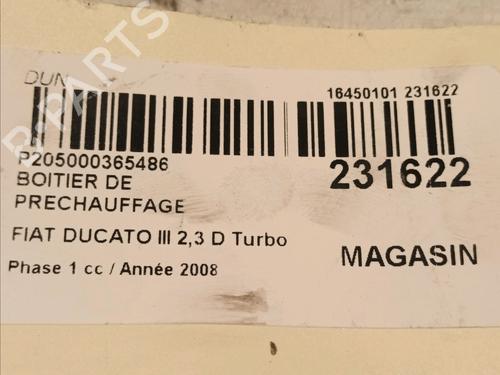 DUN
16450101 231622
P205000365486
BOITIER DE
PRECHAUFFAGE
231622
FIAT DUCATO III 2,3 D Turbo
MAGASIN
Phase 1 cc / Année 2008
B-PARTS